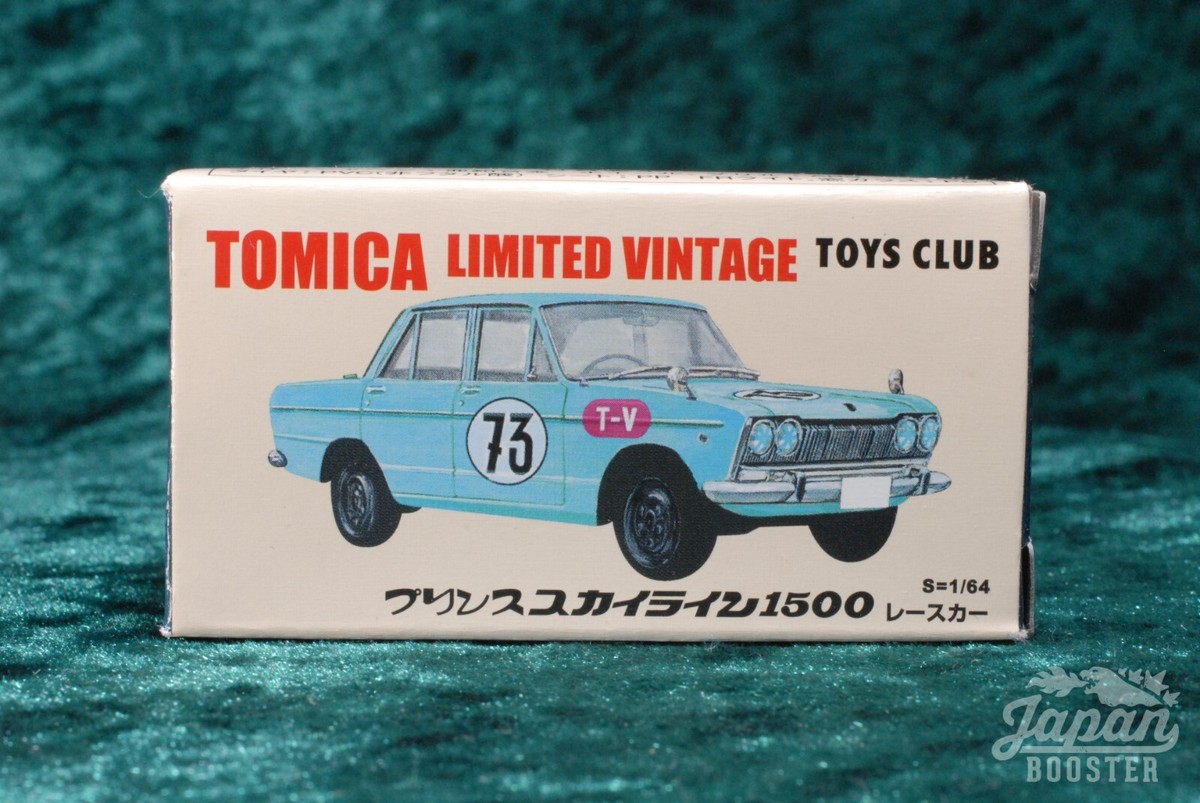 TOMICA LIMITED VINTAGE TOYS CLUB
73
T-V
S=1/64
プリンススカイライン1500 レースカー
Japan
BOOSTER